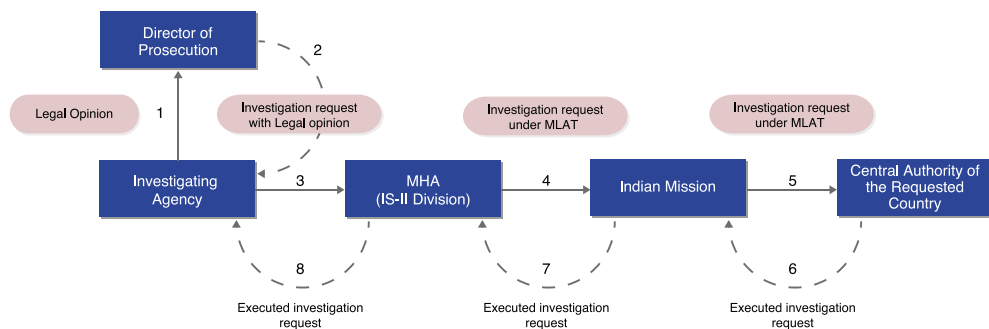 Director of
Prosecution
2
Legal Opinion
1
Investigation request
with Legal opinion
Investigation request
under MLAT
Investigation request
under MLAT
Investigating
Agency
3
MHA
(IS-II Division)
4
Indian Mission
5
Central Authority of
the Requested
Country
8
7
6
Executed investigation
request
Executed investigation
request
Executed investigation
request